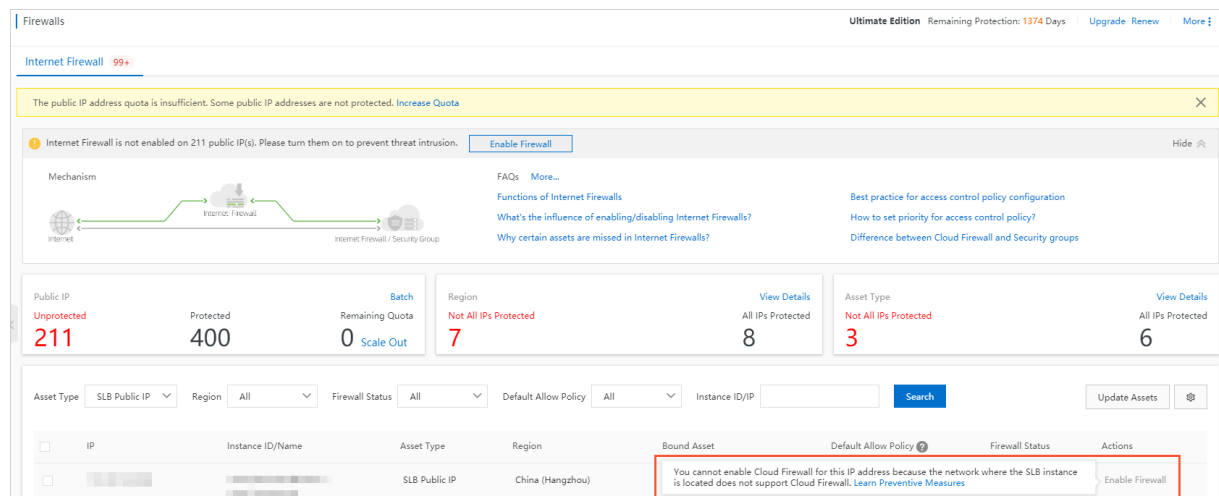 Firewalls
Ultimate Edition Remaining Protection: 1374 Days Upgrade Renew More
Internet Firewall 99+
The public IP address quota is insufficient. Some public IP addresses are not protected. Increase Quota
Internet Firewall is not enabled on 211 public IP(s). Please turn them on to prevent threat intrusion. Enable Firewall Hide
Mechanism
Internet Firewall
Internet
Internet Firewall / Security Group
FAQs More...
Functions of Internet Firewalls
Best practice for access control policy configuration
What's the influence of enabling/disabling Internet Firewalls?
How to set priority for access control policy?
Why certain assets are missed in Internet Firewalls?
Difference between Cloud Firewall and Security groups
Public IP Batch
Unprotected Protected Remaining Quota
211 400 0 Scale Out
Region View Details
Not All IPs Protected All IPs Protected
7 8
Asset Type View Details
Not All IPs Protected All IPs Protected
3 6
Asset Type SLB Public IP Region All Firewall Status All Default Allow Policy All Instance ID/IP Search Update Assets
IP Instance ID/Name Asset Type Region Bound Asset Default Allow Policy ? Firewall Status Actions
SLB Public IP China (Hangzhou)
You cannot enable Cloud Firewall for this IP address because the network where the SLB instance
is located does not support Cloud Firewall. Learn Preventive Measures
Enable Firewall